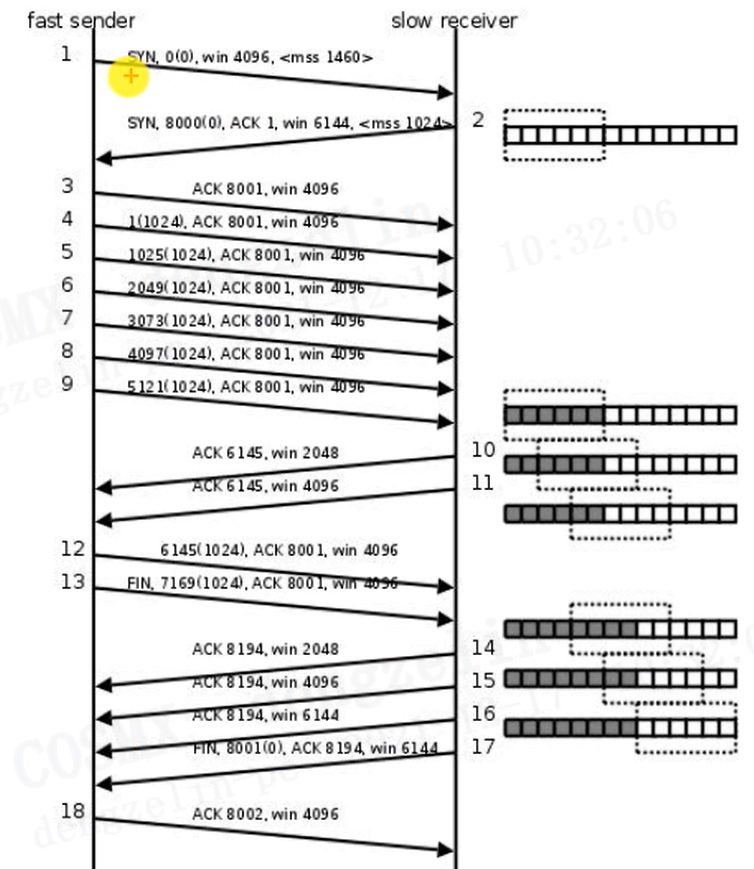 fast sender
slow receiver
1
SYN, 0(0), win 4096, <mss 1460>
SYN, 8000(0), ACK 1, win 6144, <mss 1024>
2
3
ACK 8001, win 4096
4
1(1024), ACK 8001, win 4096
5
1025(1024), ACK 8001, win 4096
6
2049(1024), ACK 8001, win 4096
7
3073(1024), ACK 8001, win 4096
8
4097(1024), ACK 8001, win 4096
9
5121(1024), ACK 8001, win 4096
ACK 6145, win 2048
10
ACK 6145, win 4096
11
12
6145(1024), ACK 8001, win 4096
13
FIN, 7169(1024), ACK 8001, win 4096
ACK 8194, win 2048
14
ACK 8194, win 4096
15
ACK 8194, win 6144
16
FIN, 8001(0), ACK 8194, win 6144
17
18
ACK 8002, win 4096
10:32:06
COSMX